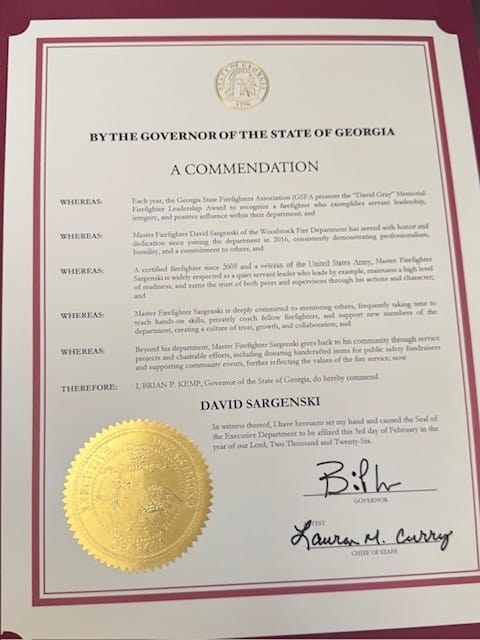 STATE OF GEORGIA
1776
BY THE GOVERNOR OF THE STATE OF GEORGIA
A COMMENDATION
WHEREAS: Each year, the Georgia State Firefighters Association (GSFA presents the "David Gray" Memorial
Firefighter Leadership Award to recognize a firefighter who exemplifies servant leadership,
integrity, and positive influence within their department; and
WHEREAS: Master Firefighter David Sargenski of the Woodstock Fire Department has served with honor and
dedication since joining the department in 2016, consistently demonstrating professionalism,
humility, and a commitment to others; and
WHEREAS: A certified firefighter since 2009 and a veteran of the United States Army, Master Firefighter
Sargenski is widely respected as a quiet servant leader who leads by example, maintains a high level
of readiness, and earns the trust of both peers and supervisors through his actions and character;
and
WHEREAS: Master Firefighter Sargenski is deeply committed to mentoring others, frequently taking time to
teach hands-on skills, privately coach fellow firefighters, and support new members of the
department, creating a culture of trust, growth, and collaboration; and
WHEREAS: Beyond his department, Master Firefighter Sargenski gives back to his community through service
projects and charitable efforts, including donating handcrafted items for public safety fundraisers
and supporting community events, further reflecting the values of the fire service; now
THEREFORE: I, BRIAN P. KEMP, Governor of the State of Georgia, do hereby commend
DAVID SARGENSKI
In witness thereof, I have hereunto set my hand and caused the Seal of
the Executive Department to be affixed this 3rd day of February in the
year of our Lord, Two Thousand and Twenty-Six.
GOVERNOR
TEST
Lauren M. Curry
CHIEF OF STAFF
EXECUTIVE DEPARTMENT